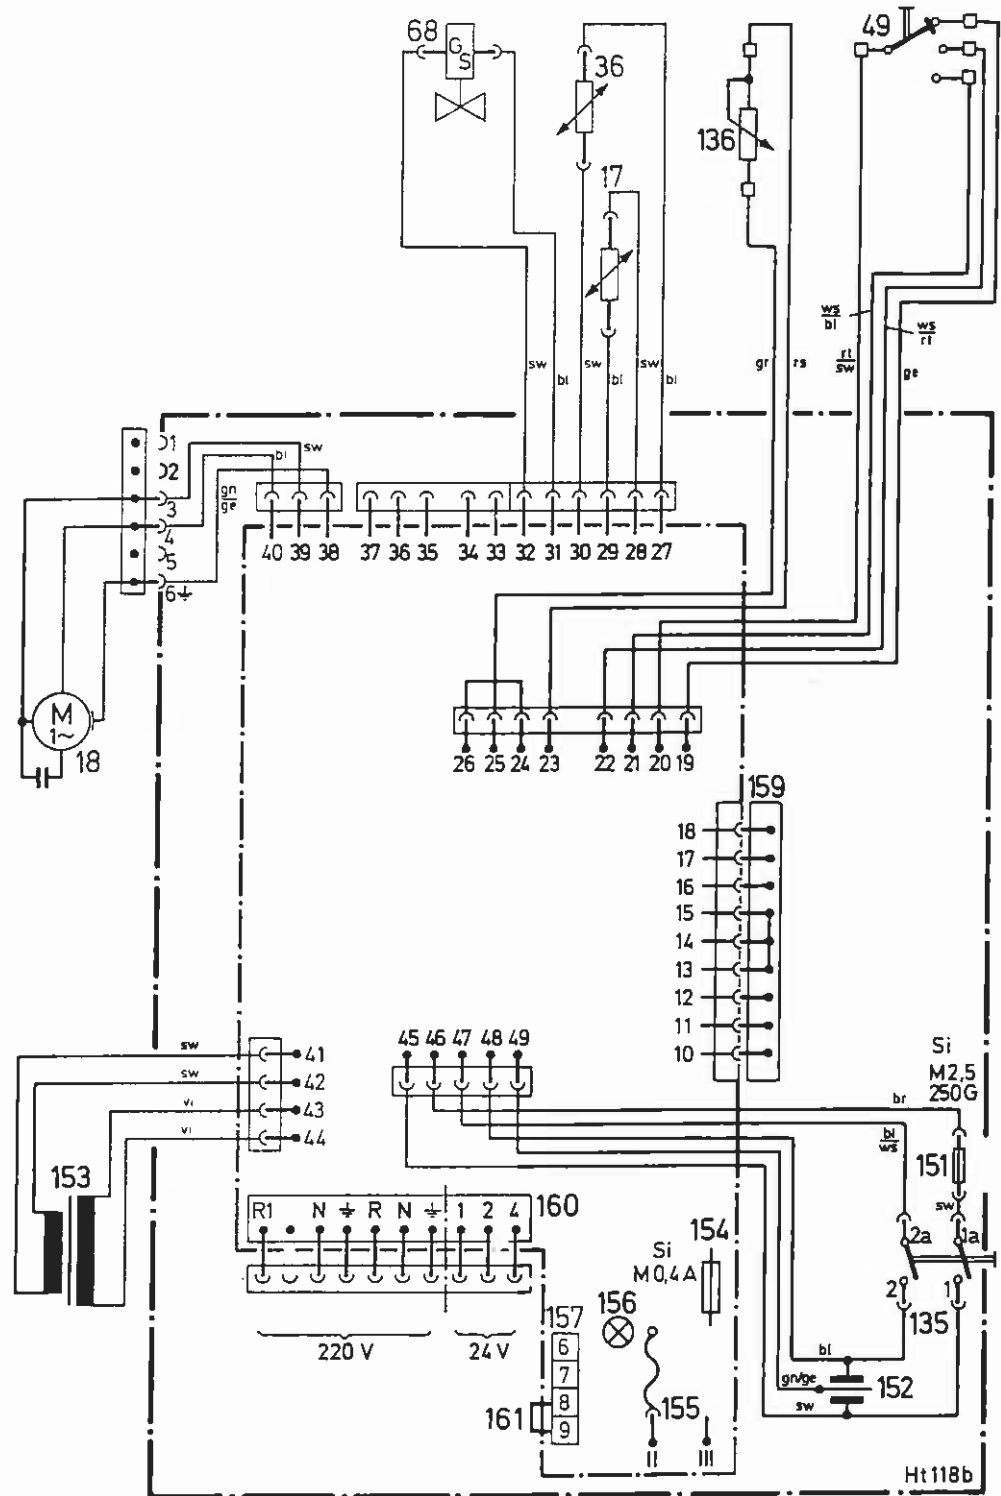 68
G
S
36
136
49
17
ws
bl
ws
rt
rt
sw
ge
gr
rs
sw
bl
sw
bl
sw
bl
1
2
3
4
5
6
bl
sw
gn
ge
40 39 38 37 36 35 34 33 32 31 30 29 28 27
M
1~
18
26 25 24 23 22 21 20 19
159
18
17
16
15
14
13
12
11
10
45 46 47 48 49
sw
sw
vi
vi
41
42
43
44
153
Si
M2,5
250G
br
bl
ws
151
sw
R1 N R N 1 2 4
160
220 V 24 V
154
Si
M0,4A
156
157
6
7
8
9
161
155
II III
2a 1a
2 1
135
bl
gn/ge
sw
152
Ht118b